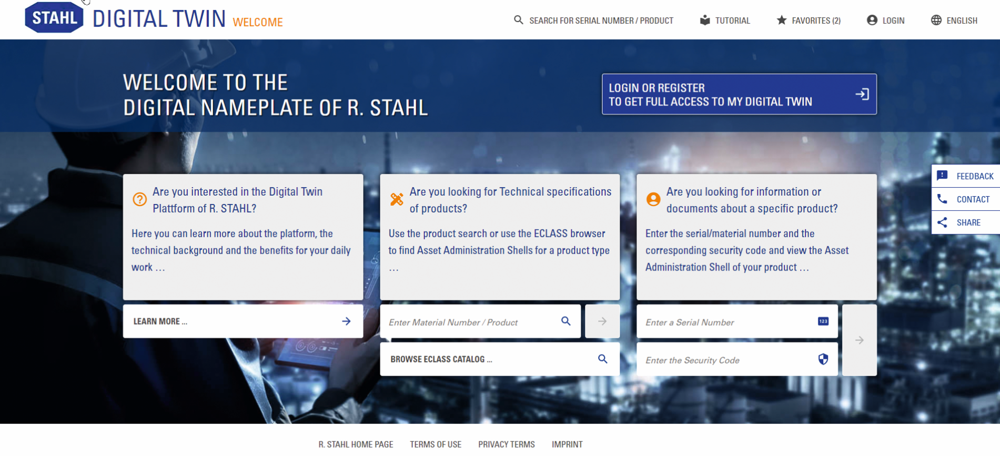 STAHL DIGITAL TWIN WELCOME
SEARCH FOR SERIAL NUMBER / PRODUCT
TUTORIAL
FAVORITES (2)
LOGIN
ENGLISH
WELCOME TO THE
DIGITAL NAMEPLATE OF R. STAHL
LOGIN OR REGISTER
TO GET FULL ACCESS TO MY DIGITAL TWIN
FEEDBACK
CONTACT
SHARE
Are you interested in the Digital Twin
Plattform of R. STAHL?
Here you can learn more about the platform, the
technical background and the benefits for your daily
work ...
LEARN MORE ...
Are you looking for Technical specifications
of products?
Use the product search or use the ECLASS browser
to find Asset Administration Shells for a product type
...
Enter Material Number / Product
BROWSE ECLASS CATALOG ...
Are you looking for information or
documents about a specific product?
Enter the serial/material number and the
corresponding security code and view the Asset
Administration Shell of your product ...
Enter a Serial Number
123
Enter the Security Code
R. STAHL HOME PAGE
TERMS OF USE
PRIVACY TERMS
IMPRINT